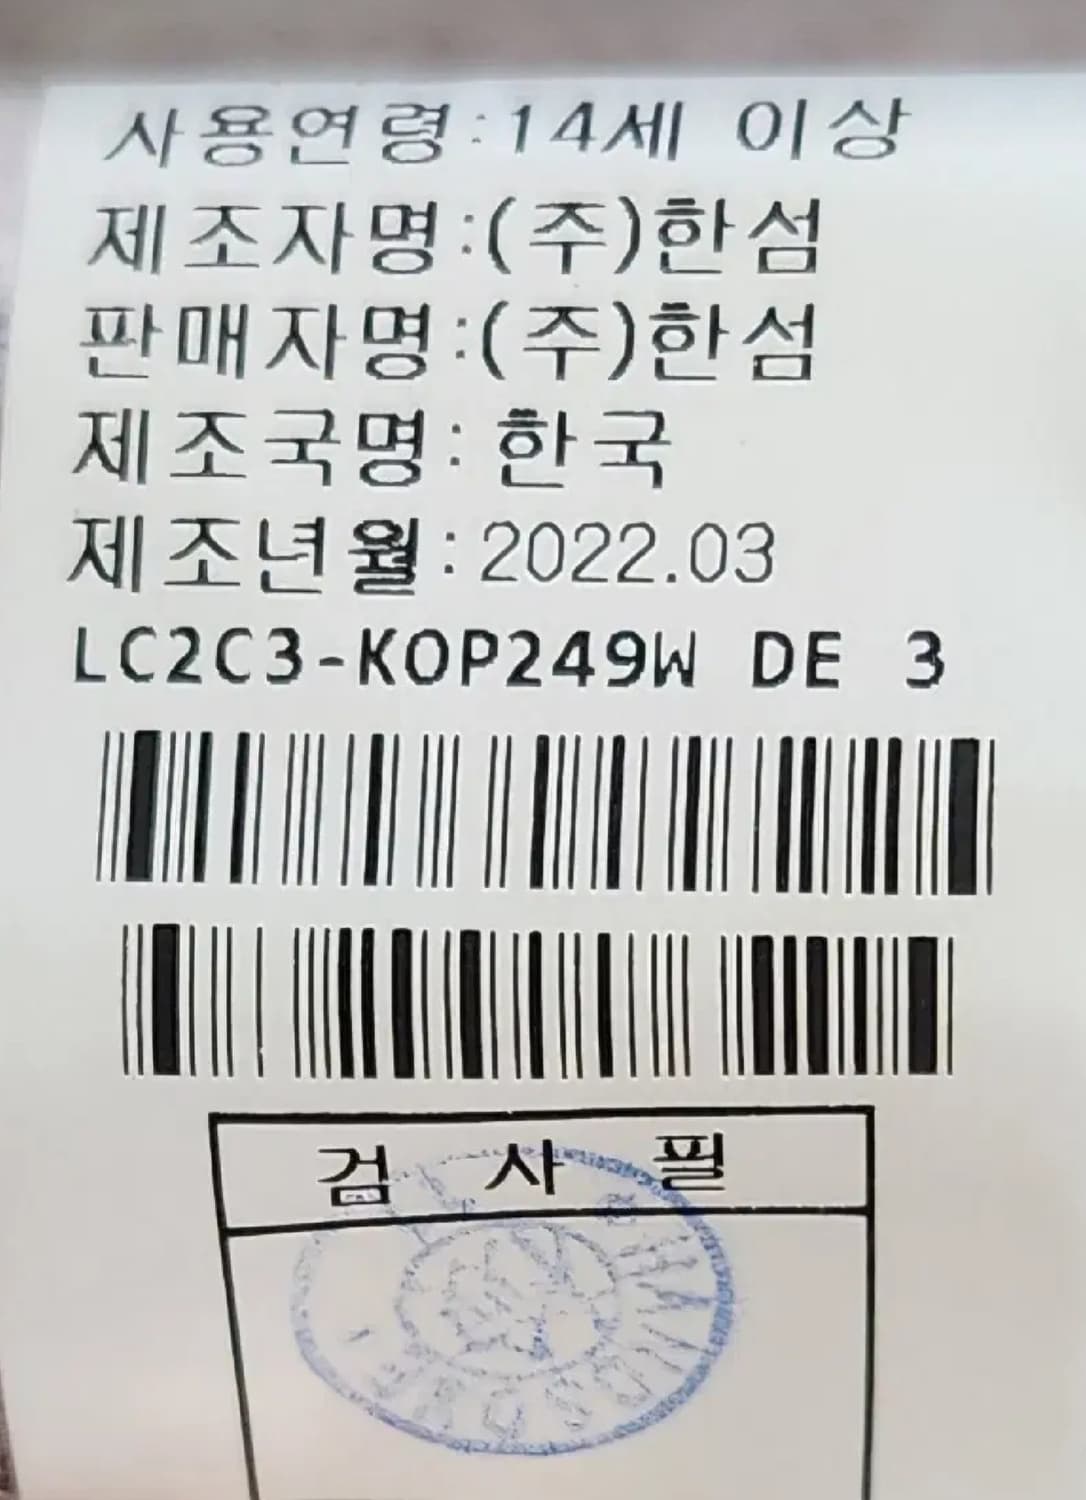 사용연령:14세 이상
제조자명:(주)한섬
판매자명:(주)한섬
제조국명: 한국
제조년월:2022.03
LC2C3-KOP249W DE 3
검 사 필